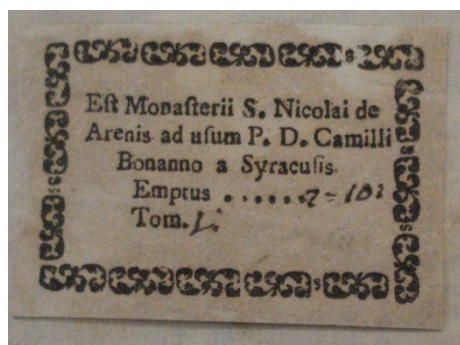 Eſt Monaſterii S. Nicolai de
Arenis ad uſum P. D. Camilli
Bonanno a Syracuſis.
Emptus . . . . . .
Tom. I.